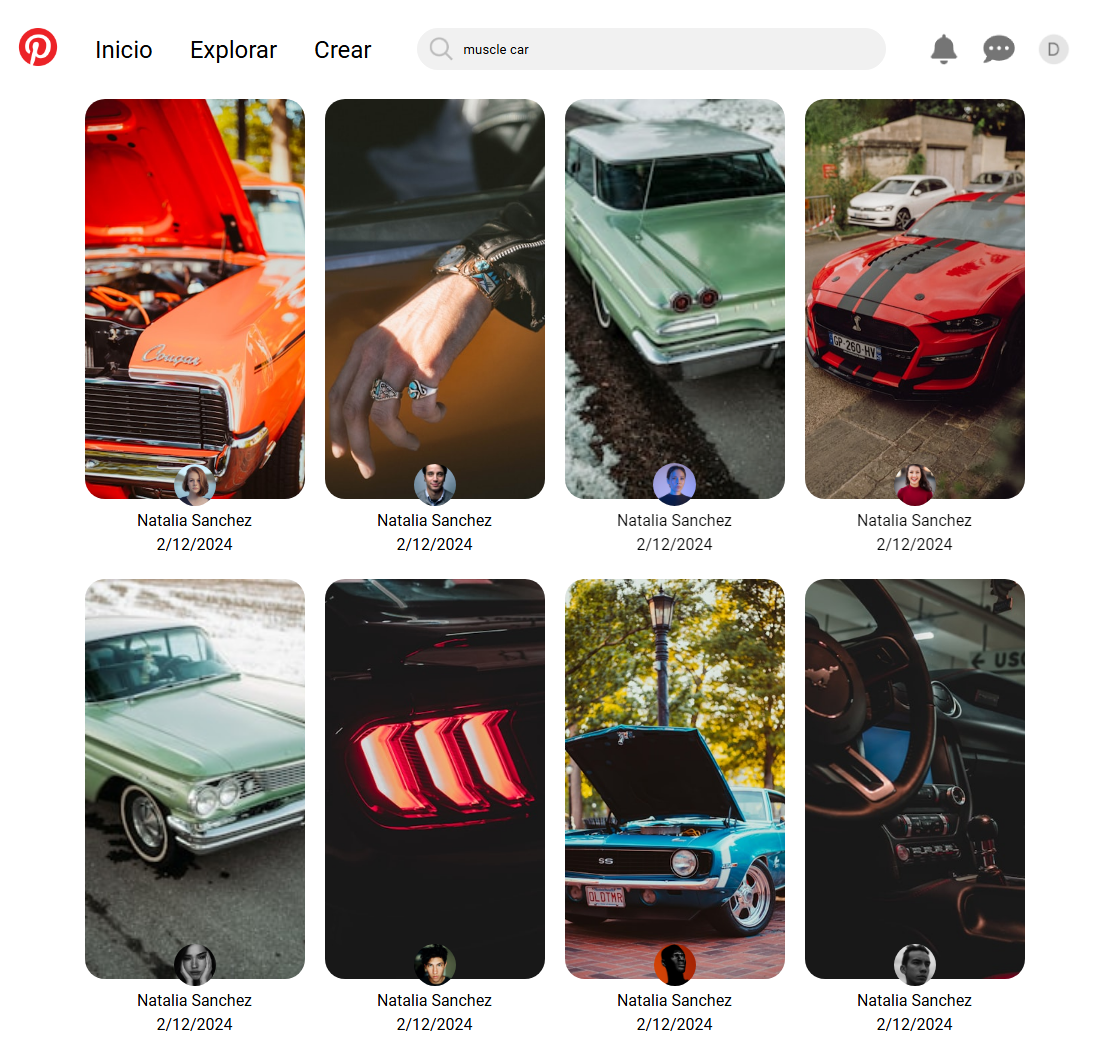 Inicio Explorar Crear muscle car D
Cougar
GP-260-HV
Natalia Sanchez Natalia Sanchez Natalia Sanchez Natalia Sanchez
2/12/2024 2/12/2024 2/12/2024 2/12/2024
USC
SS
OLDTMR
Natalia Sanchez Natalia Sanchez Natalia Sanchez Natalia Sanchez
2/12/2024 2/12/2024 2/12/2024 2/12/2024